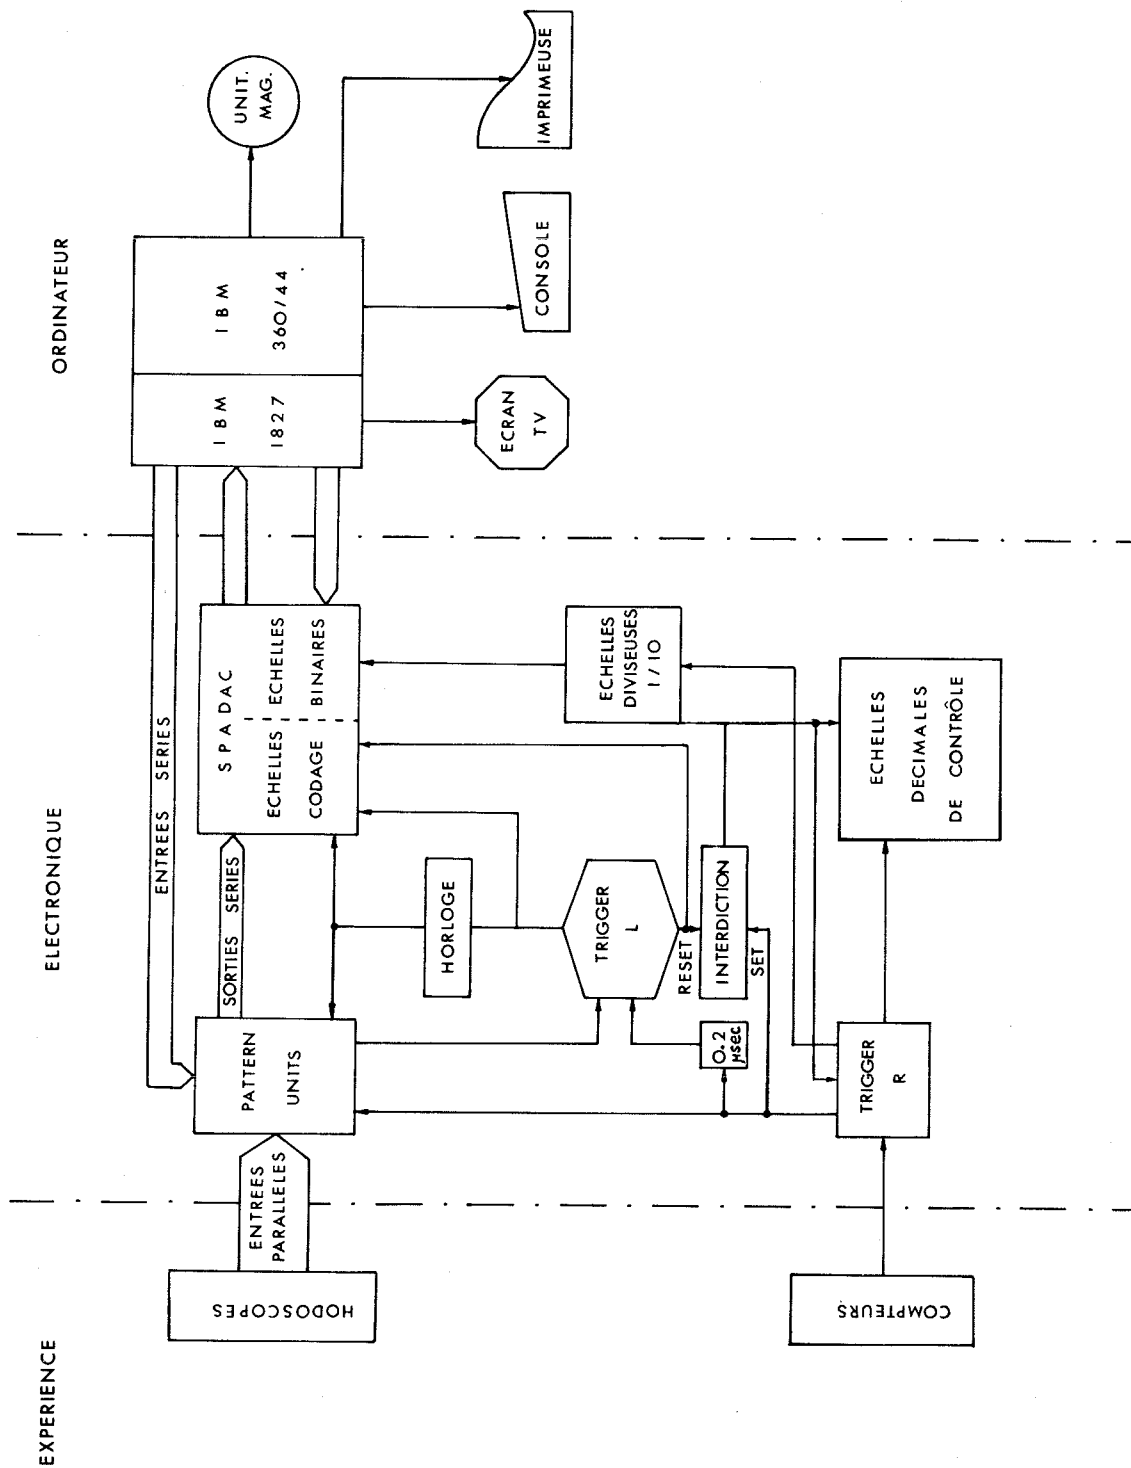 EXPERIENCE
ELECTRONIQUE
ORDINATEUR
HODOSCOPES
ENTREES
PARALLELES
PATTERN
UNITS
ENTREES SERIES
SORTIES SERIES
SPADAC
ECHELLES
CODAGE
ECHELLES
BINAIRES
IBM
1827
IBM
360/44
UNIT.
MAG.
HORLOGE
TRIGGER
L
RESET
INTERDICTION
SET
0.2
µsec
ECHELLES
DIVISEUSES
1/10
ECRAN
TV
CONSOLE
IMPRIMEUSE
COMPTEURS
TRIGGER
R
ECHELLES
DECIMALES
DE CONTRÔLE